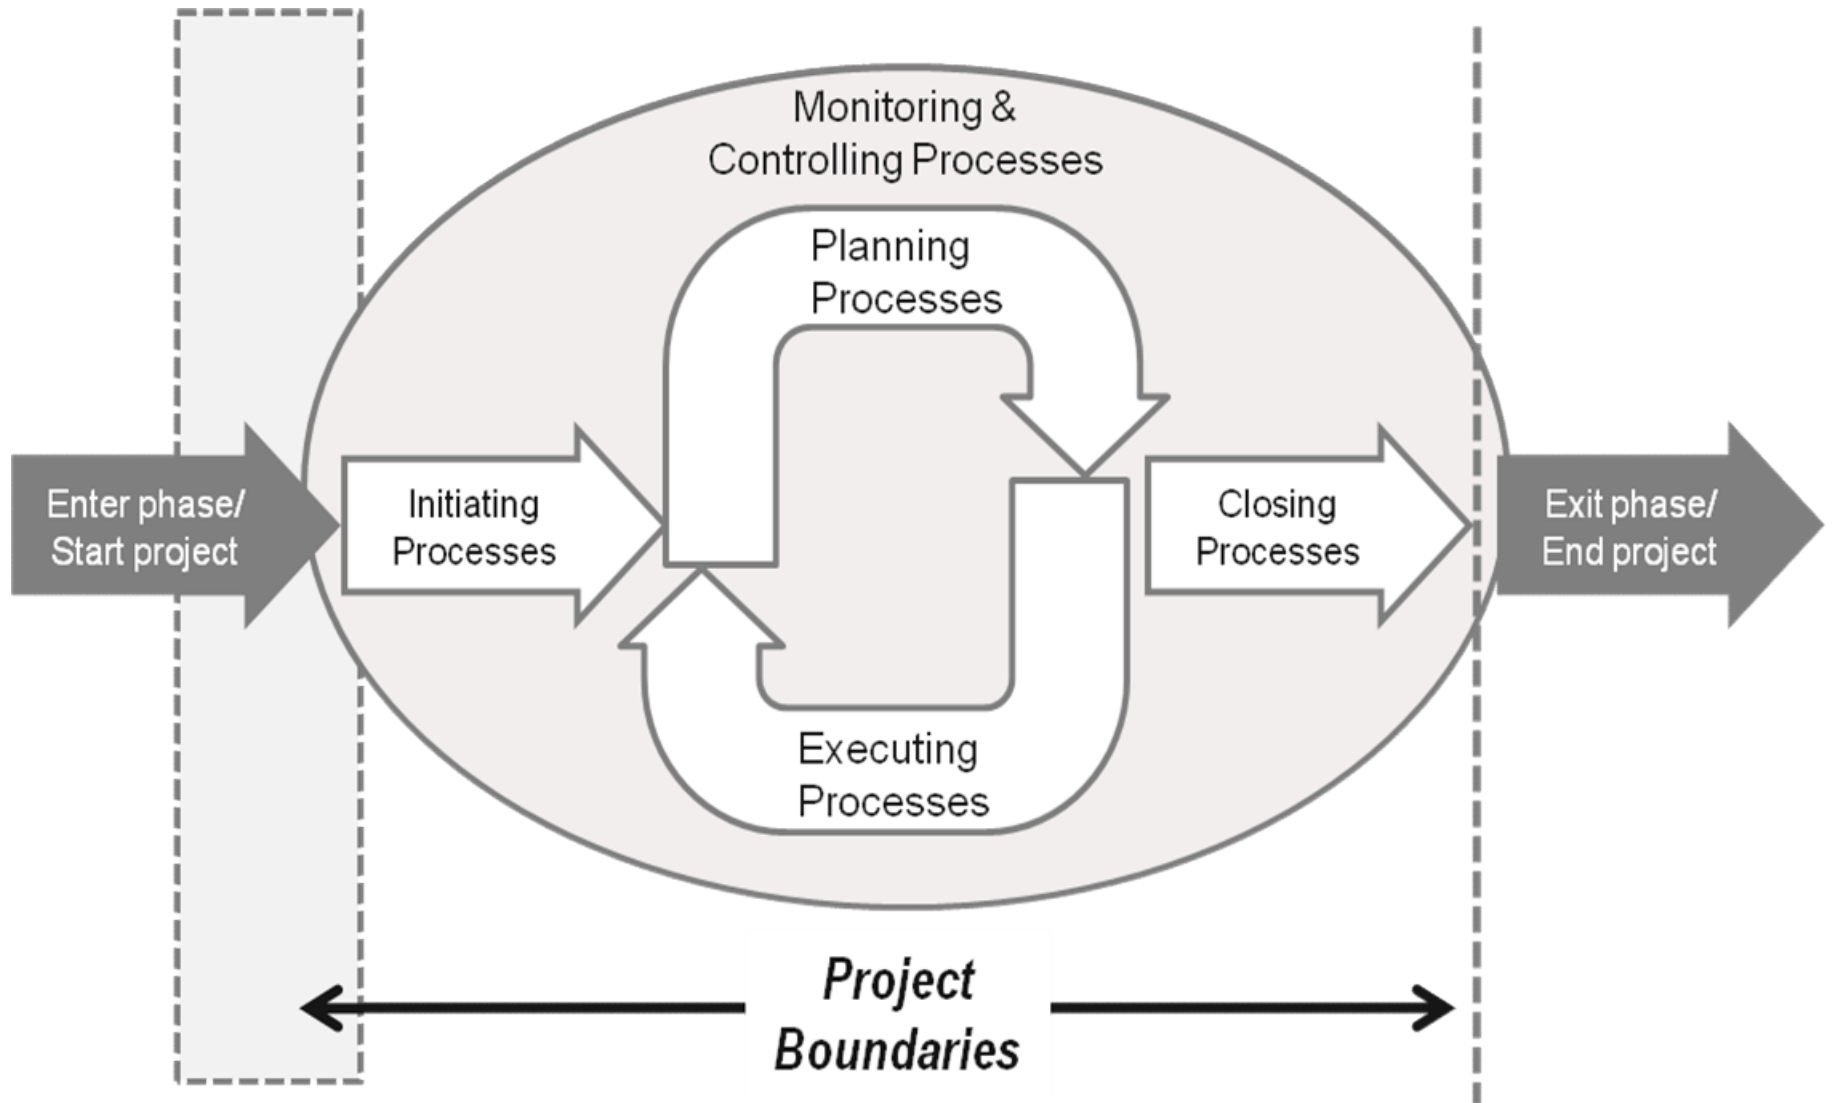 Monitoring &
Controlling Processes
Planning
Processes
Enter phase/
Start project
Initiating
Processes
Closing
Processes
Exit phase/
End project
Executing
Processes
Project
Boundaries